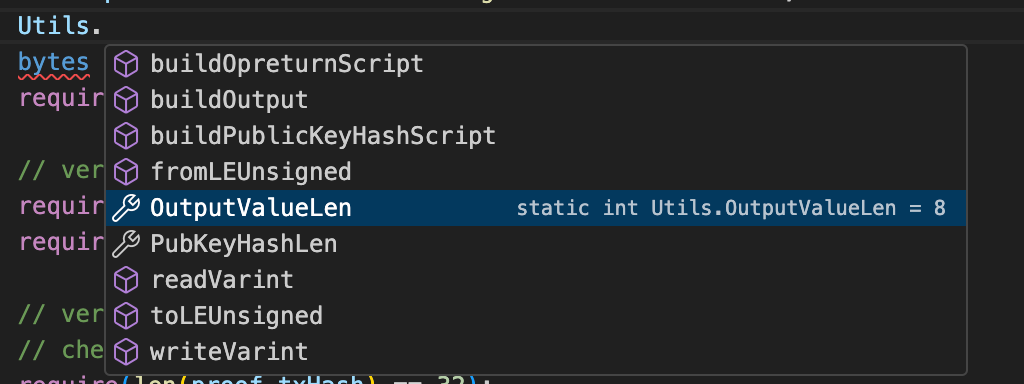 Utils.
bytes
requir
buildOpreturnScript
buildOutput
buildPublicKeyHashScript
// ver
fromLEUnsigned
requir
OutputValueLen static int Utils.OutputValueLen = 8
requir
PubKeyHashLen
readVarint
// ver
toLEUnsigned
// che
writeVarint
require(len(proof.txHash) == 32);